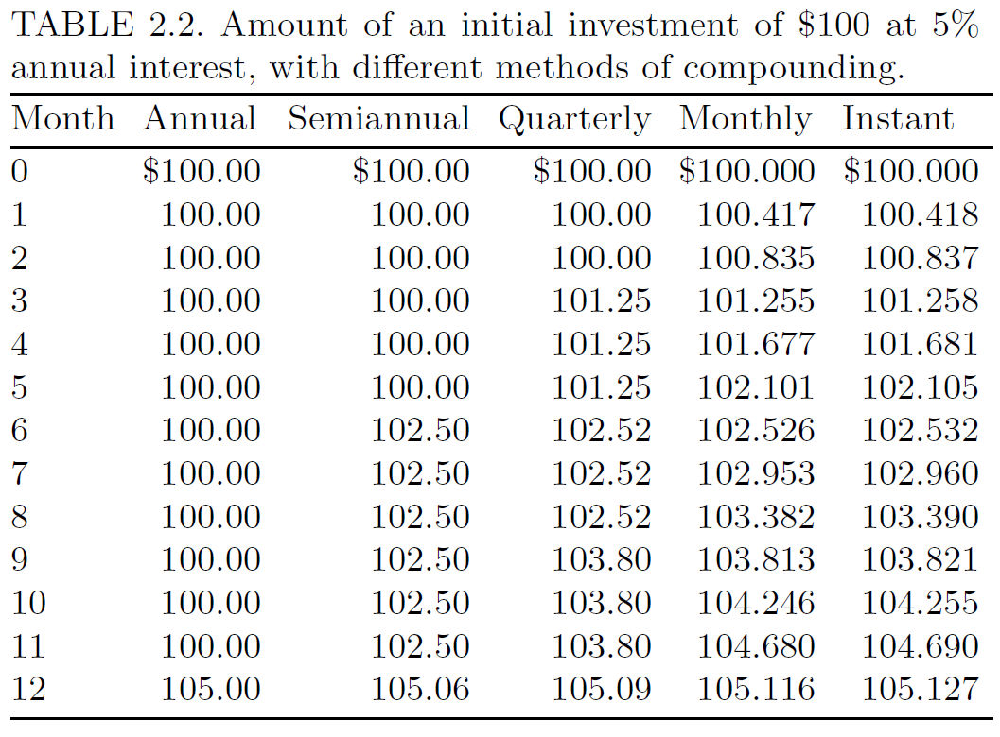 TABLE 2.2. Amount of an initial investment of $100 at 5%
annual interest, with different methods of compounding.
Month Annual Semiannual Quarterly Monthly Instant
0 $100.00 $100.00 $100.00 $100.000 $100.000
1 100.00 100.00 100.00 100.417 100.418
2 100.00 100.00 100.00 100.835 100.837
3 100.00 100.00 101.25 101.255 101.258
4 100.00 100.00 101.25 101.677 101.681
5 100.00 100.00 101.25 102.101 102.105
6 100.00 102.50 102.52 102.526 102.532
7 100.00 102.50 102.52 102.953 102.960
8 100.00 102.50 102.52 103.382 103.390
9 100.00 102.50 103.80 103.813 103.821
10 100.00 102.50 103.80 104.246 104.255
11 100.00 102.50 103.80 104.680 104.690
12 105.00 105.06 105.09 105.116 105.127